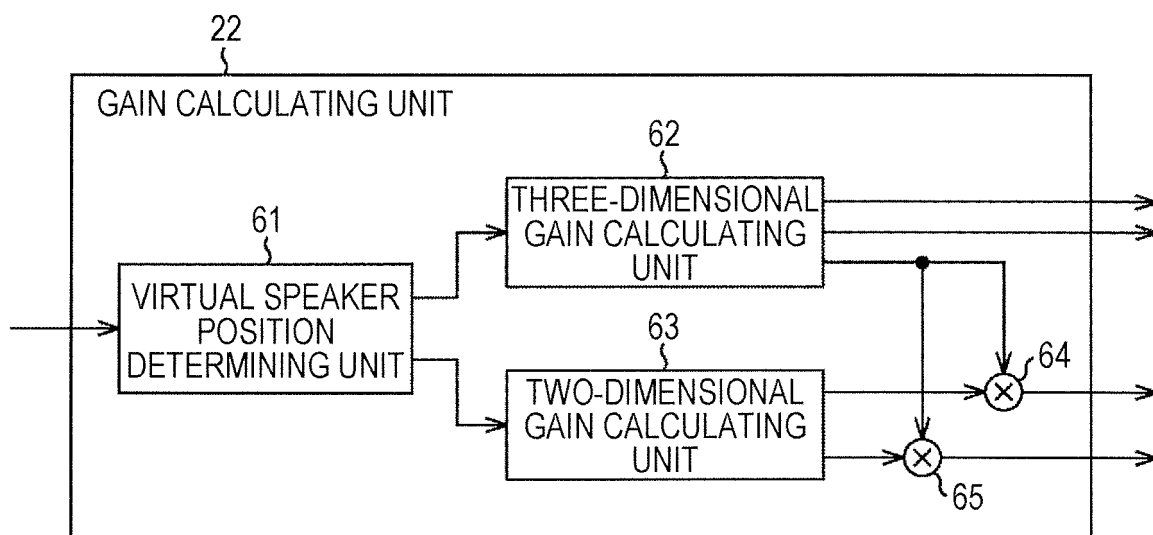 22
GAIN CALCULATING UNIT
62
THREE-DIMENSIONAL
GAIN CALCULATING
UNIT
61
VIRTUAL SPEAKER
POSITION
DETERMINING UNIT
63
TWO-DIMENSIONAL
GAIN CALCULATING
UNIT
64
65